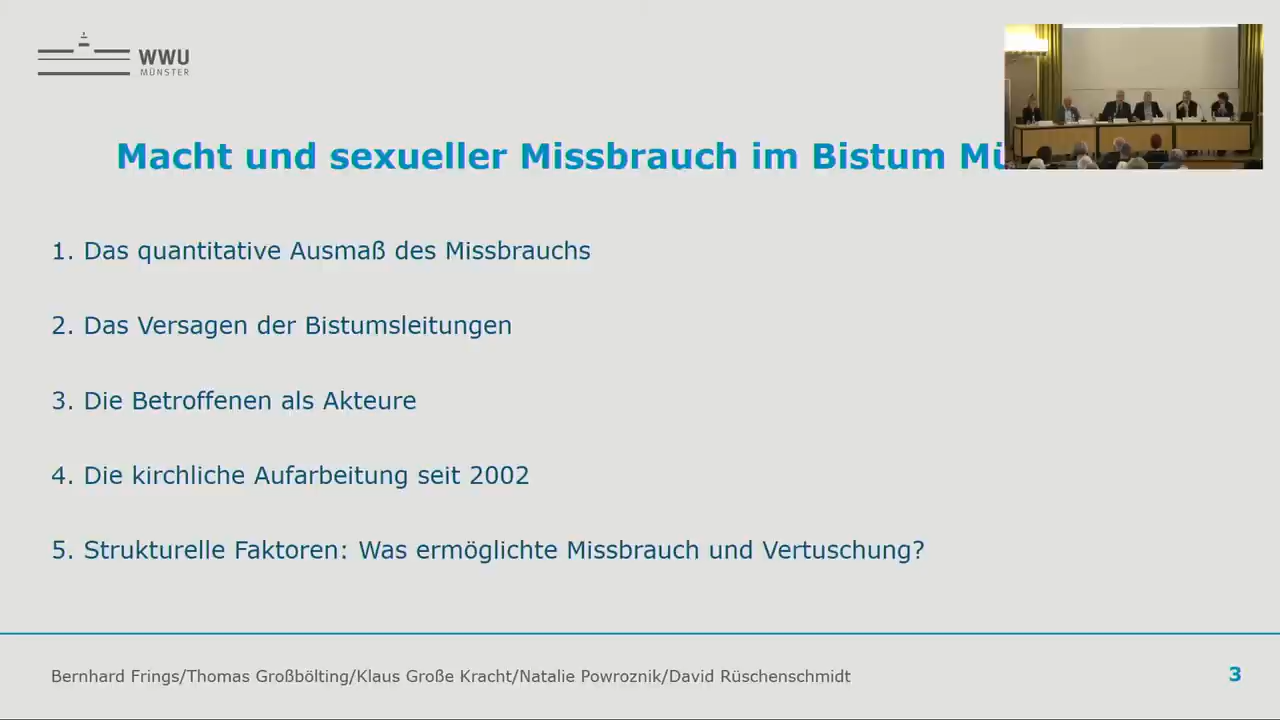 WWU
MÜNSTER
Macht und sexueller Missbrauch im Bistum Mü
1. Das quantitative Ausmaß des Missbrauchs
2. Das Versagen der Bistumsleitungen
3. Die Betroffenen als Akteure
4. Die kirchliche Aufarbeitung seit 2002
5. Strukturelle Faktoren: Was ermöglichte Missbrauch und Vertuschung?
Bernhard Frings/Thomas Großbölting/Klaus Große Kracht/Natalie Powroznik/David Rüschenschmidt
3